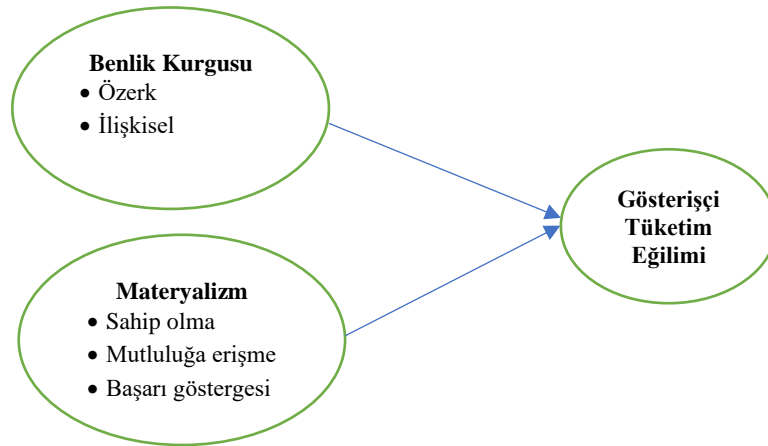 Benlik Kurgusu
• Özerk
• İlişkisel
Gösterişçi
Tüketim
Eğilimi
Materyalizm
• Sahip olma
• Mutluluğa erişme
• Başarı göstergesi